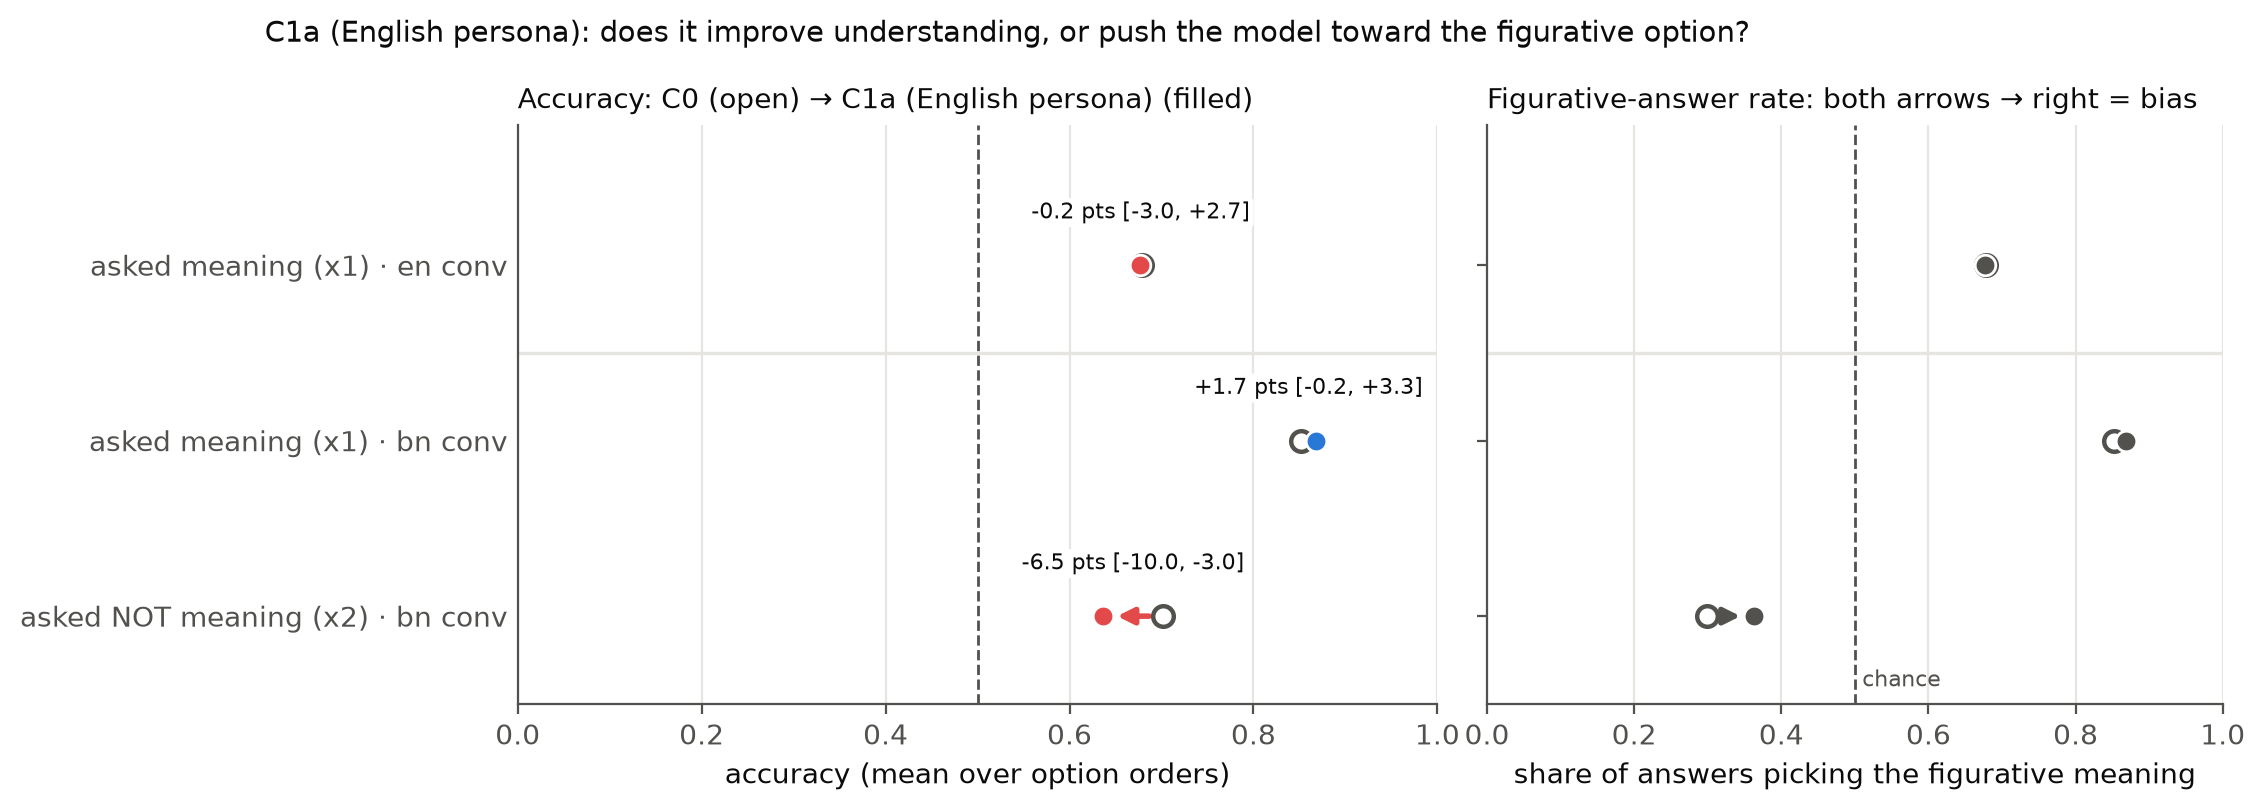 C1a (English persona): does it improve understanding, or push the model toward the figurative option?
Accuracy: C0 (open) → C1a (English persona) (filled)
Figurative-answer rate: both arrows → right = bias
-0.2 pts [-3.0, +2.7]
asked meaning (x1) · en conv
+1.7 pts [-0.2, +3.3]
asked meaning (x1) · bn conv
-6.5 pts [-10.0, -3.0]
asked NOT meaning (x2) · bn conv
chance
0.0 0.2 0.4 0.6 0.8 1.0
0.0 0.2 0.4 0.6 0.8 1.0
accuracy (mean over option orders)
share of answers picking the figurative meaning